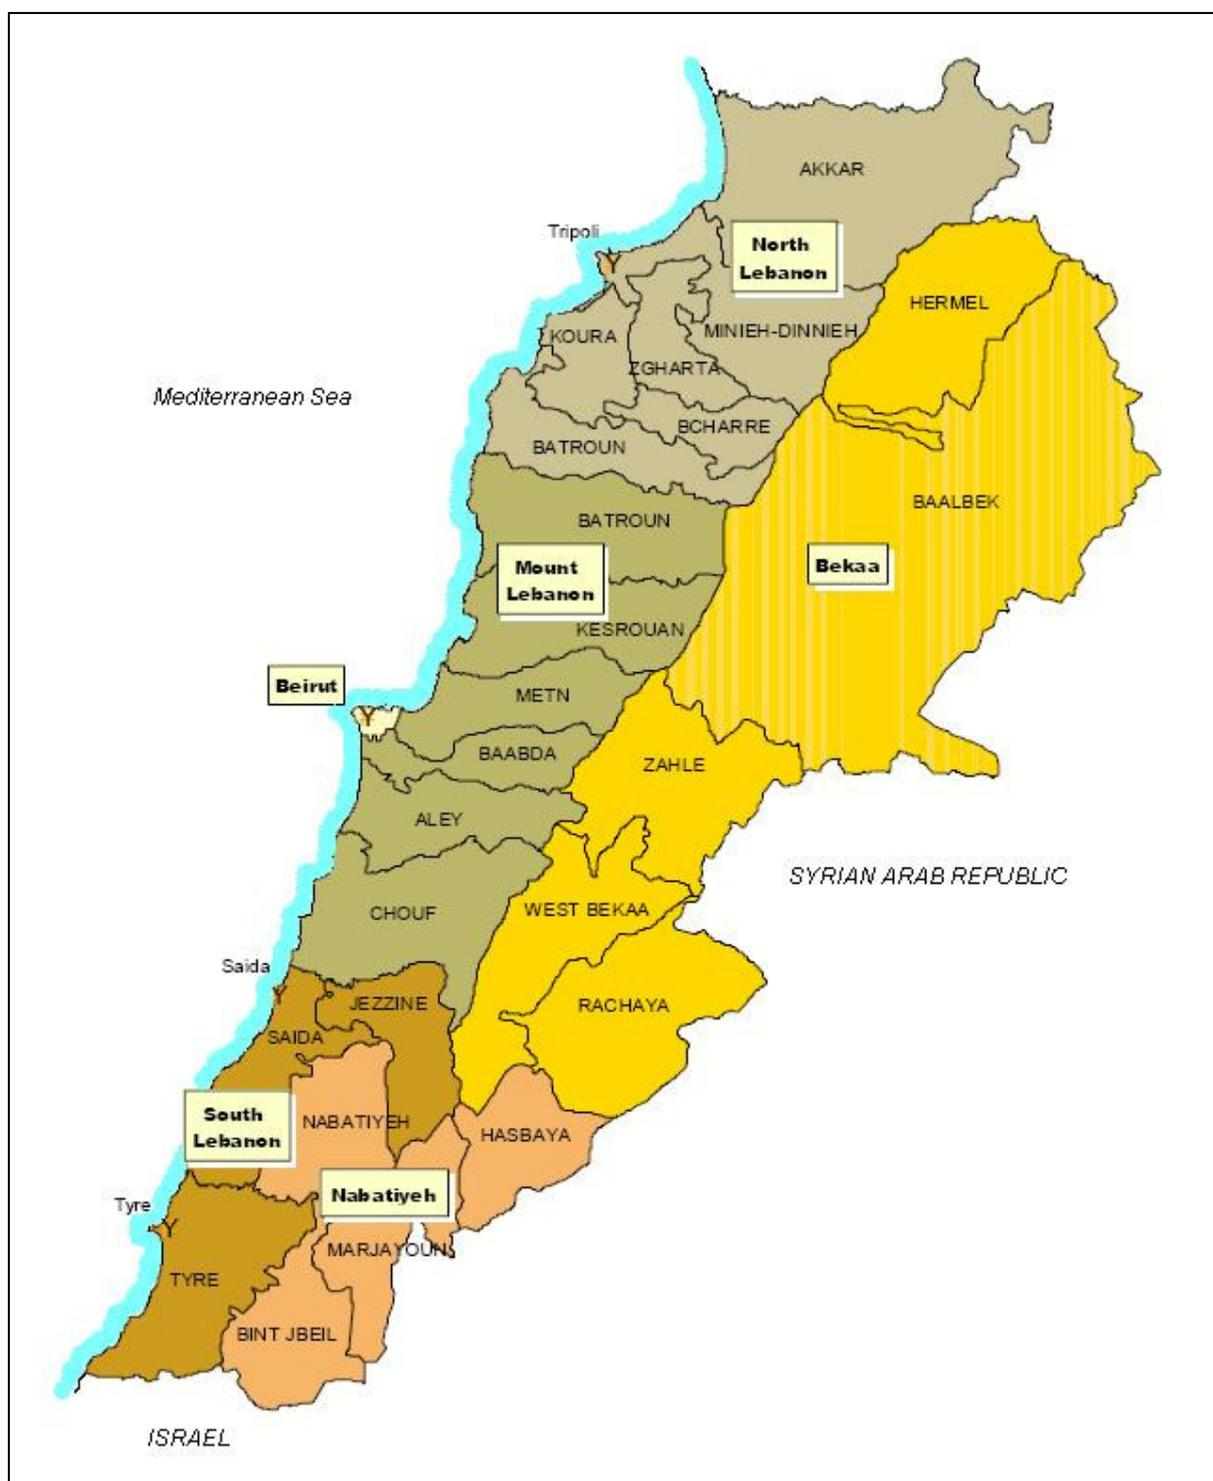 AKKAR
Tripoli
North
Lebanon
HERMEL
KOURA
MINIEH-DINNIEH
ZGHARTA
Mediterranean Sea
BCHARRE
BATROUN
BAALBEK
BATROUN
Mount
Lebanon
Bekaa
KESROUAN
Beirut
METN
Y
BAABDA
ZAHLE
ALEY
SYRIAN ARAB REPUBLIC
CHOUF
WEST BEKAA
Saida
Y
JEZZINE
RACHAYA
SAIDA
South
Lebanon
NABATIYEH
HASBAYA
Nabatiyeh
Tyre
Y
MARJAYOUN
TYRE
BINT JBEIL
ISRAEL
Y